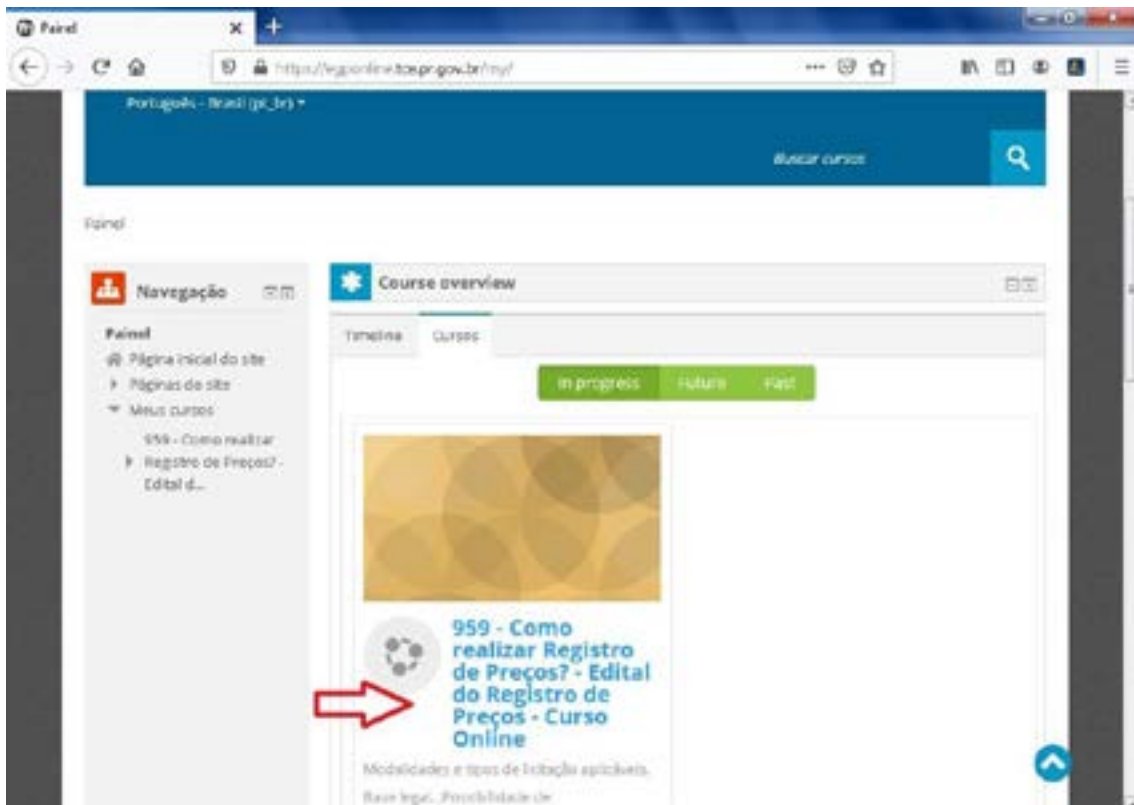 Painel
https://egponline.tce.pr.gov.br/my/
Português - Brasil (pt_br)
Buscar cursos
Painel
Navegação
Painel
Página inicial do site
Páginas do site
Meus cursos
959 - Como realizar
Registro de Preços? -
Edital d...
Course overview
Timeline
Cursos
In progress
Future
Past
959 - Como
realizar Registro
de Preços? - Edital
do Registro de
Preços - Curso
Online
Modalidades e tipos de licitação aplicáveis.
Base legal. Possibilidade de